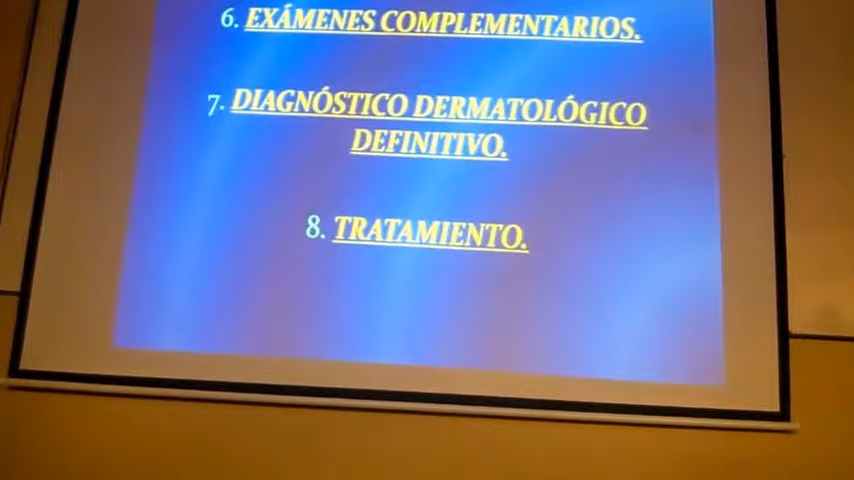 6. EXÁMENES COMPLEMENTARIOS.
7. DIAGNÓSTICO DERMATOLÓGICO
DEFINITIVO.
8. TRATAMIENTO.